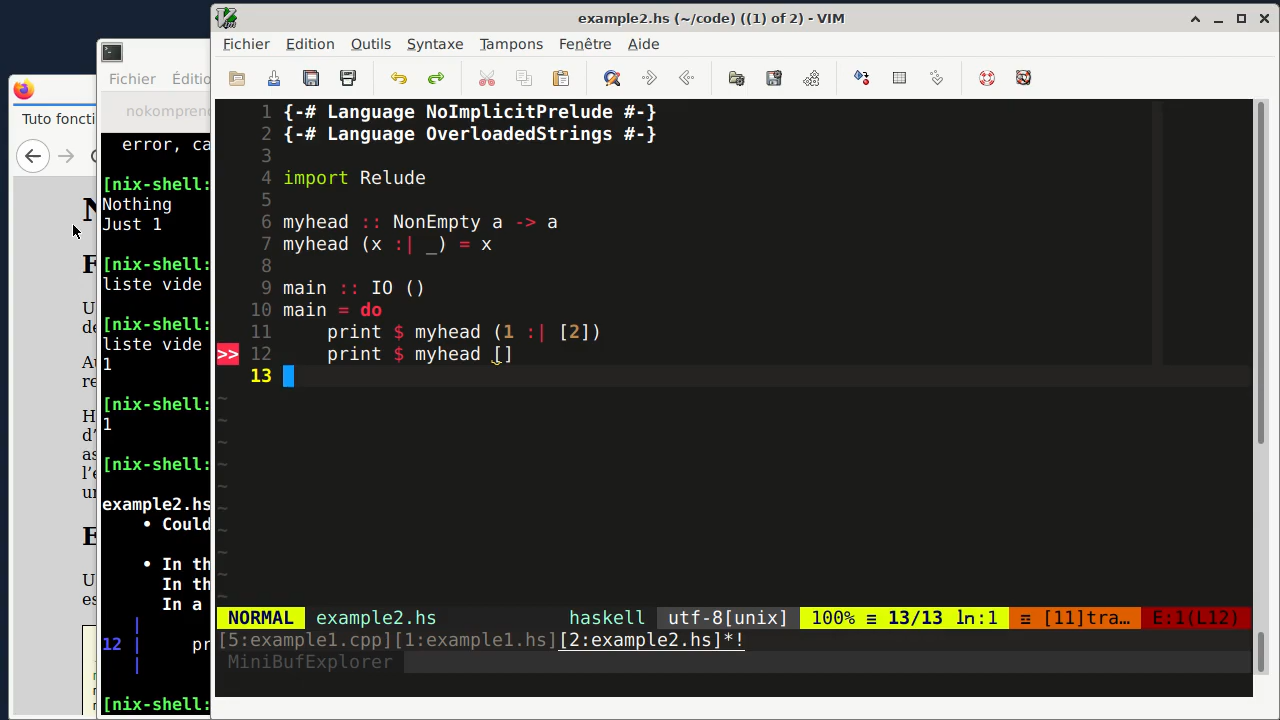 example2.hs (~/code) ((1) of 2) - VIM
Fichier Edition Outils Syntaxe Tampons Fenêtre Aide
1 {-# Language NoImplicitPrelude #-}
2 {-# Language OverloadedStrings #-}
3
4 import Relude
5
6 myhead :: NonEmpty a -> a
7 myhead (x :| _) = x
8
9 main :: IO ()
10 main = do
11 print $ myhead (1 :| [2])
>> 12 print $ myhead []
13
~
~
~
~
~
~
~
~
~
~
NORMAL example2.hs haskell utf-8[unix] 100% ≡ 13/13 ln:1 ☲ [11]tra… E:1(L12)
[5:example1.cpp][1:example1.hs][2:example2.hs]*!
MiniBufExplorer
Fichier
nokompren
error, ca
[nix-shell:
Nothing
Just 1
[nix-shell:
liste vide
[nix-shell:
liste vide
1
[nix-shell:
1
[nix-shell:
example2.hs
• Could
• In th
In th
In a
|
12 | pr
|
[nix-shell:
Tuto foncti